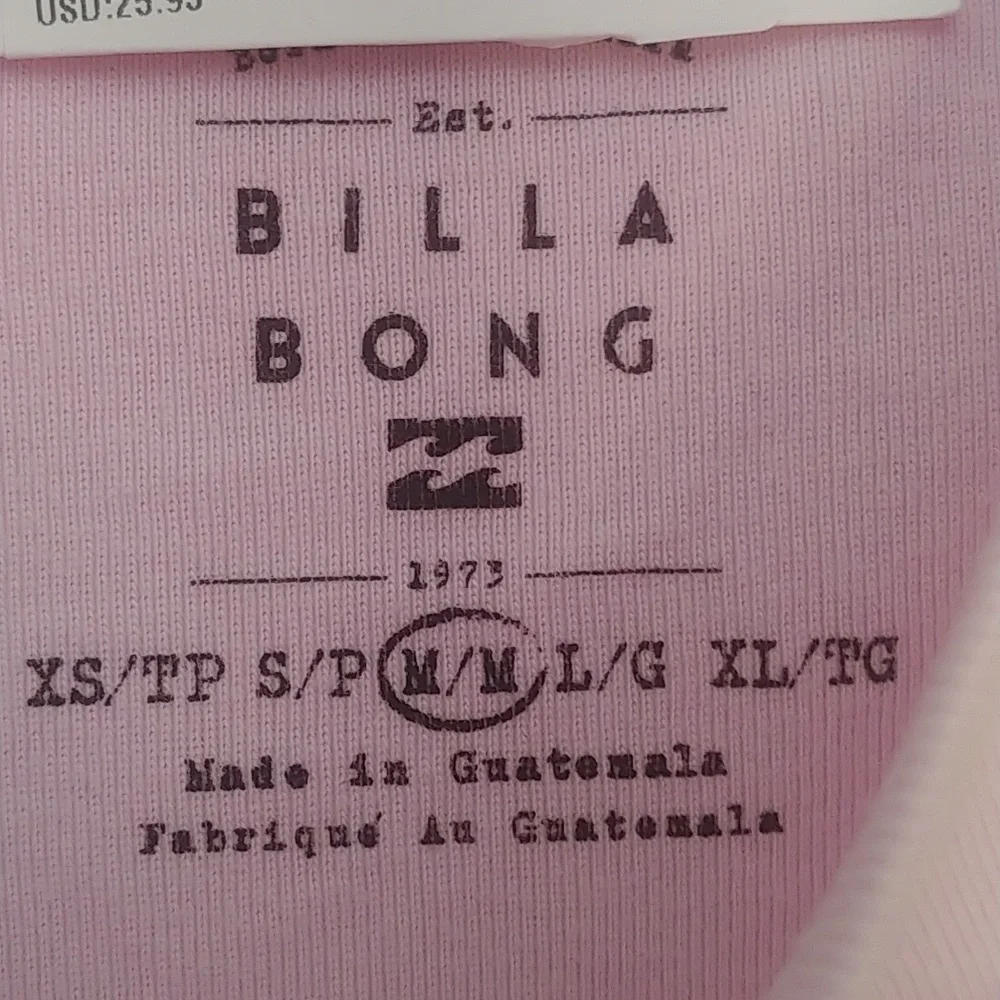 USD:25.95
Est.
BILLA
BONG
1973
XS/TP S/P M/M L/G XL/TG
Made in Guatemala
Fabriqué Au Guatemala